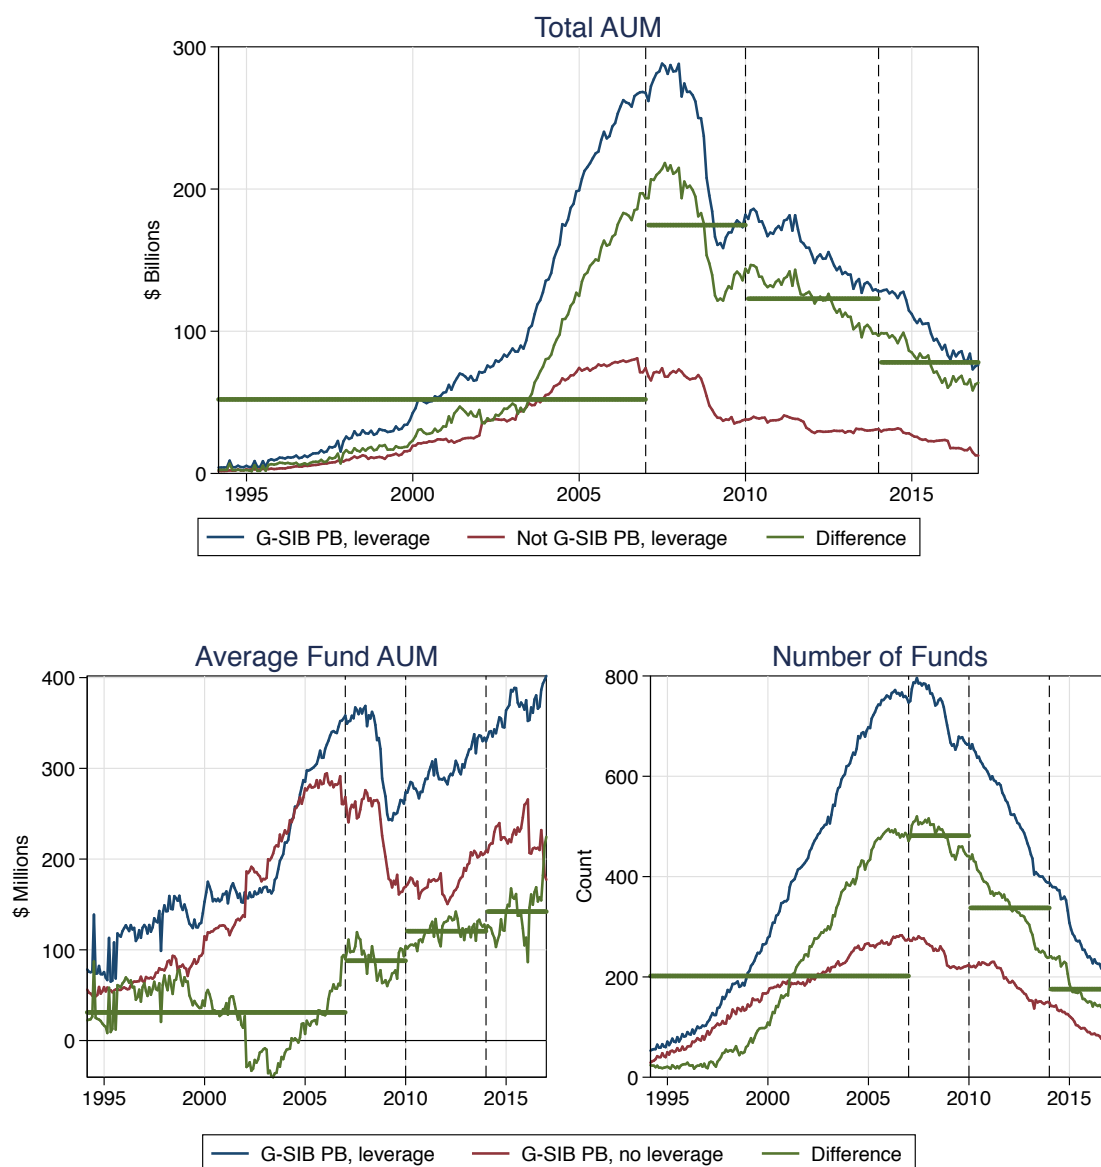 Total AUM
300
200
100
0
$ Billions
1995 2000 2005 2010 2015
G-SIB PB, leverage Not G-SIB PB, leverage Difference
Average Fund AUM
400
300
200
100
0
$ Millions
1995 2000 2005 2010 2015
Number of Funds
800
600
400
200
0
Count
1995 2000 2005 2010 2015
G-SIB PB, leverage G-SIB PB, no leverage Difference